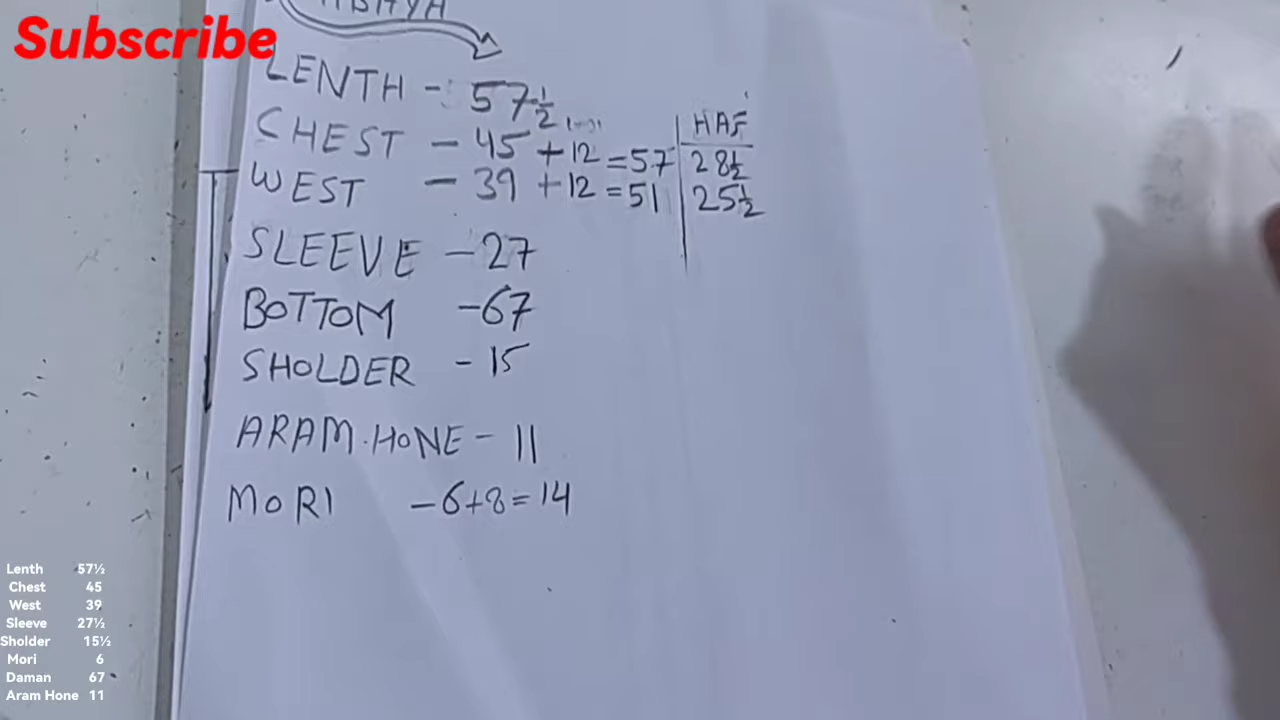 Subscribe
LENTH - 57½
CHEST - 45 +12 =57 28½
HAF
WEST - 39 +12 =51 25½
SLEEVE - 27
BOTTOM - 67
SHOLDER - 15
ARAM.HONE - 11
MORI - 6+8=14
Lenth 57½
Chest 45
West 39
Sleeve 27½
Sholder 15½
Mori 6
Daman 67
Aram Hone 11